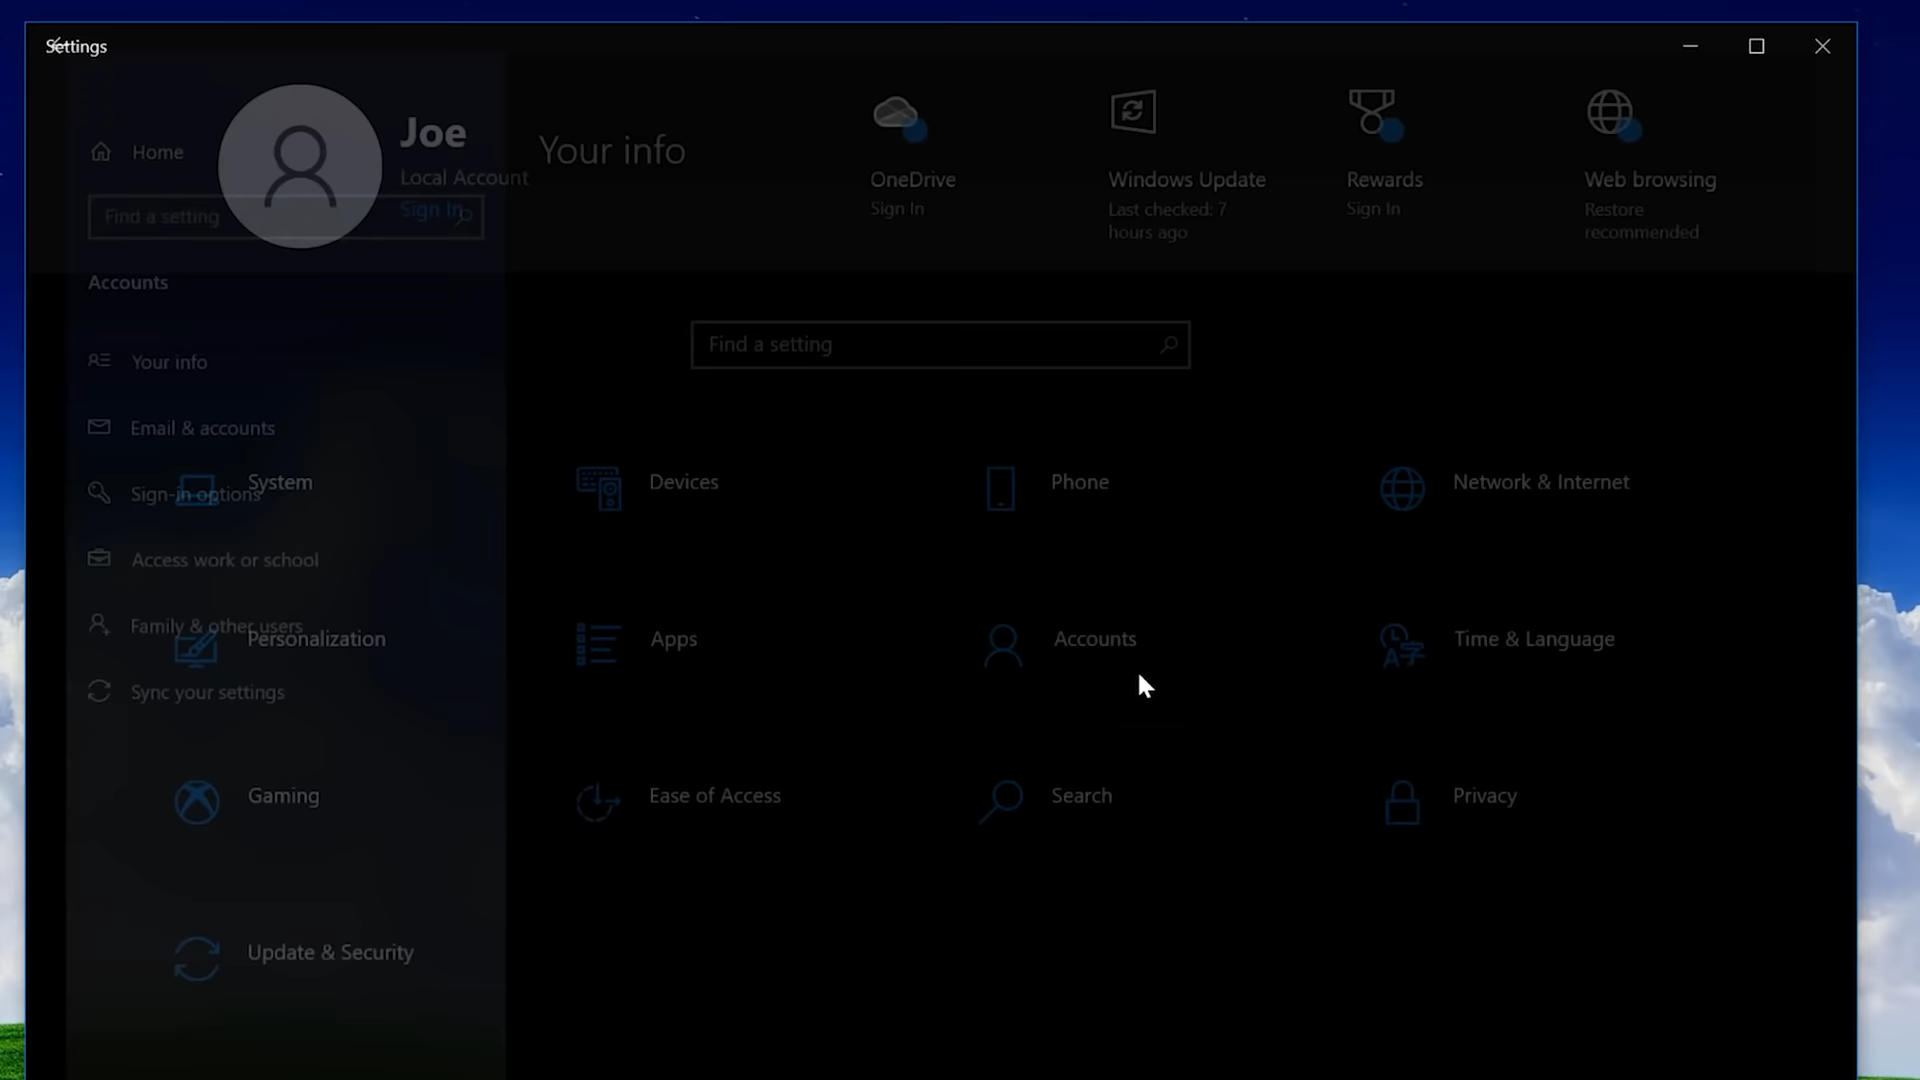 Settings
Joe
Local Account
Sign In
Home
Find a setting
Your info
OneDrive
Sign In
Windows Update
Last checked: 7
hours ago
Rewards
Sign In
Web browsing
Restore
recommended
Accounts
Your info
Email & accounts
Sign-in options
Access work or school
Family & other users
Sync your settings
Find a setting
System
Devices
Phone
Network & Internet
Personalization
Apps
Accounts
Time & Language
Gaming
Ease of Access
Search
Privacy
Update & Security